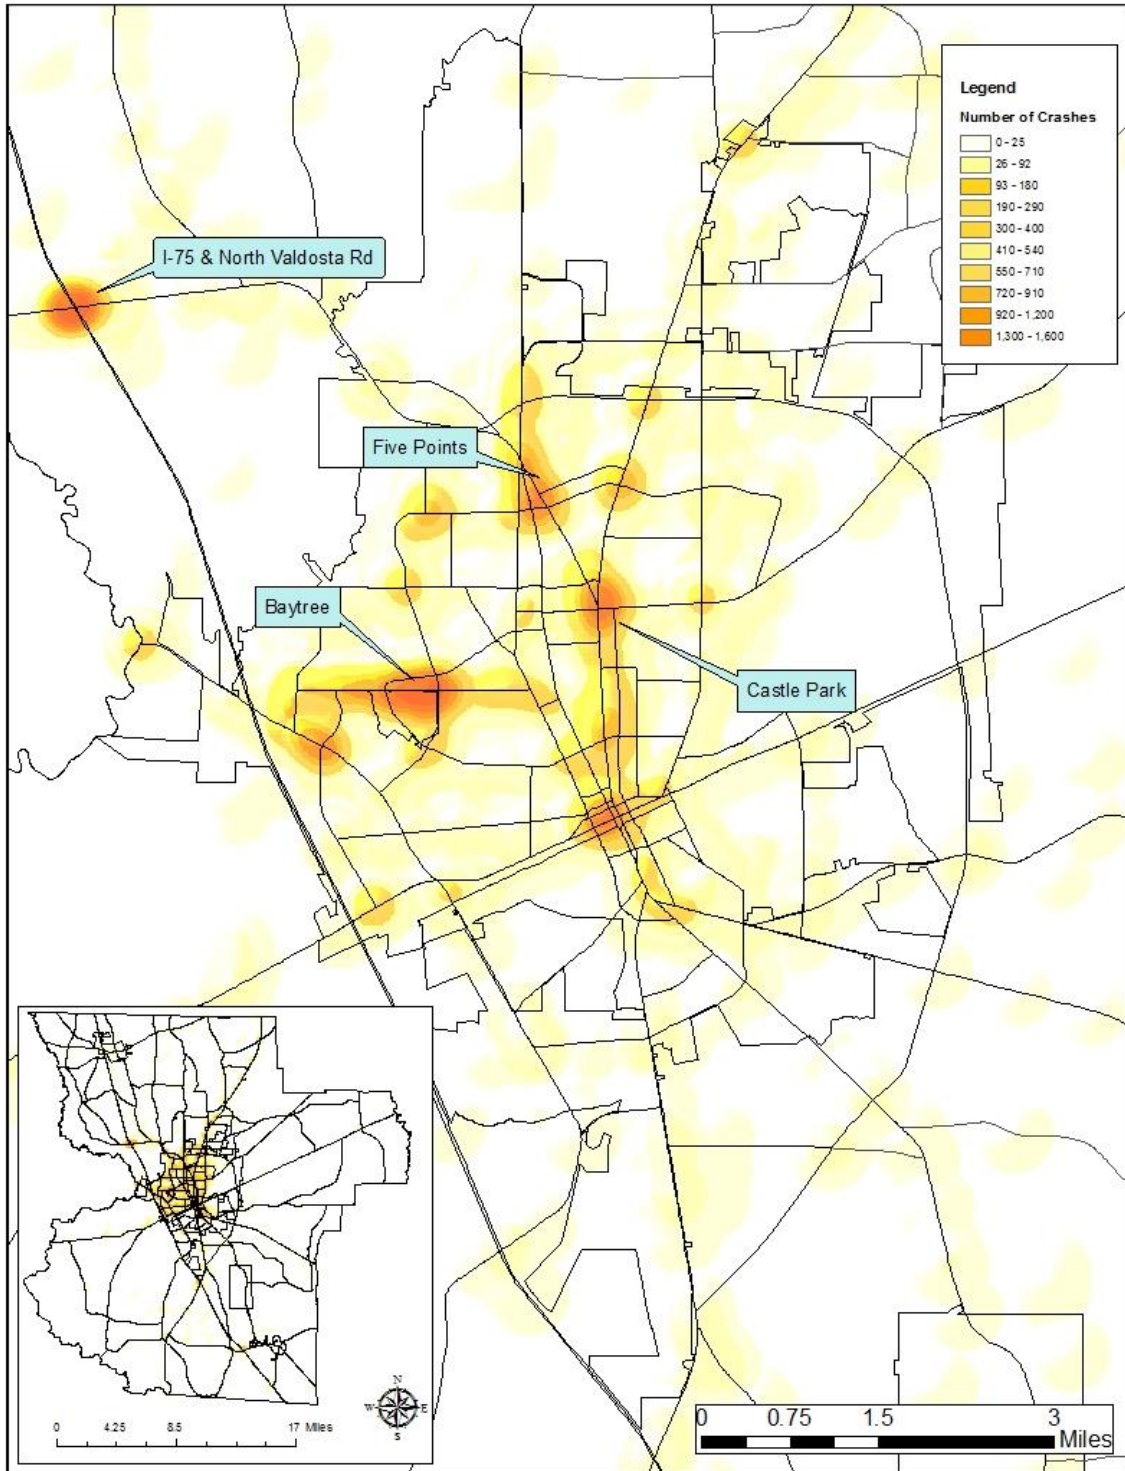 Legend
Number of Crashes
0 - 25
26 - 92
93 - 180
190 - 290
300 - 400
410 - 540
550 - 710
720 - 910
920 - 1,200
1,300 - 1,600
I-75 & North Valdosta Rd
Five Points
Baytree
Castle Park
N
W E
S
0 4.25 8.5 17 Miles
0 0.75 1.5 3
Miles